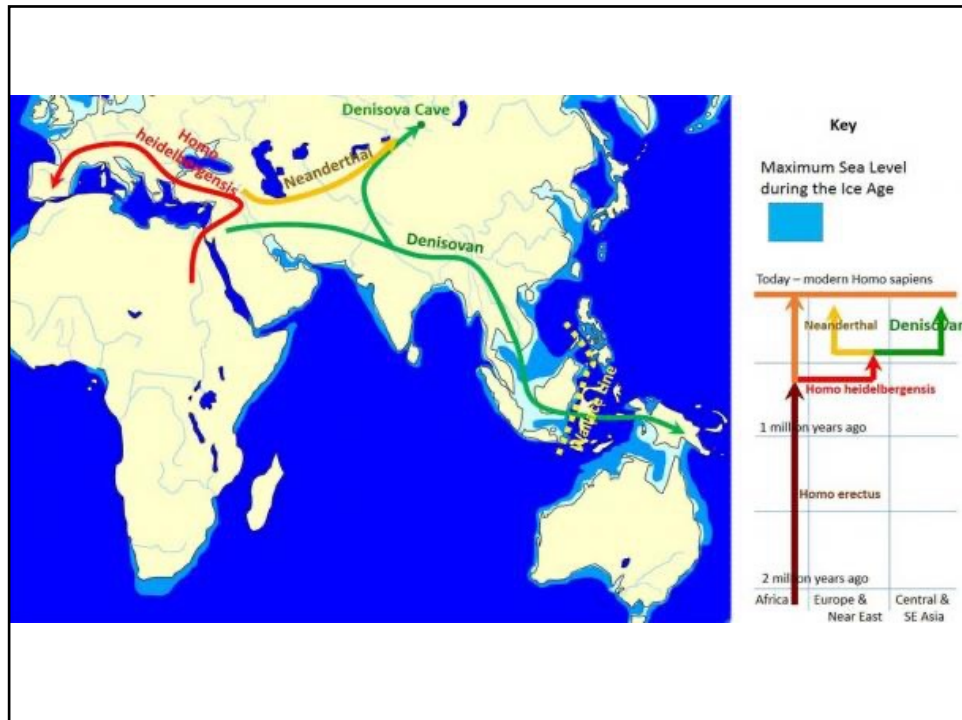 Denisova Cave
Homo
heidelbergensis
Neanderthal
Denisovan
Wallace Line
Key
Maximum Sea Level
during the Ice Age
Today – modern Homo sapiens
Neanderthal
Denisovan
Homo heidelbergensis
1 million years ago
Homo erectus
2 million years ago
Africa
Europe &
Near East
Central &
SE Asia